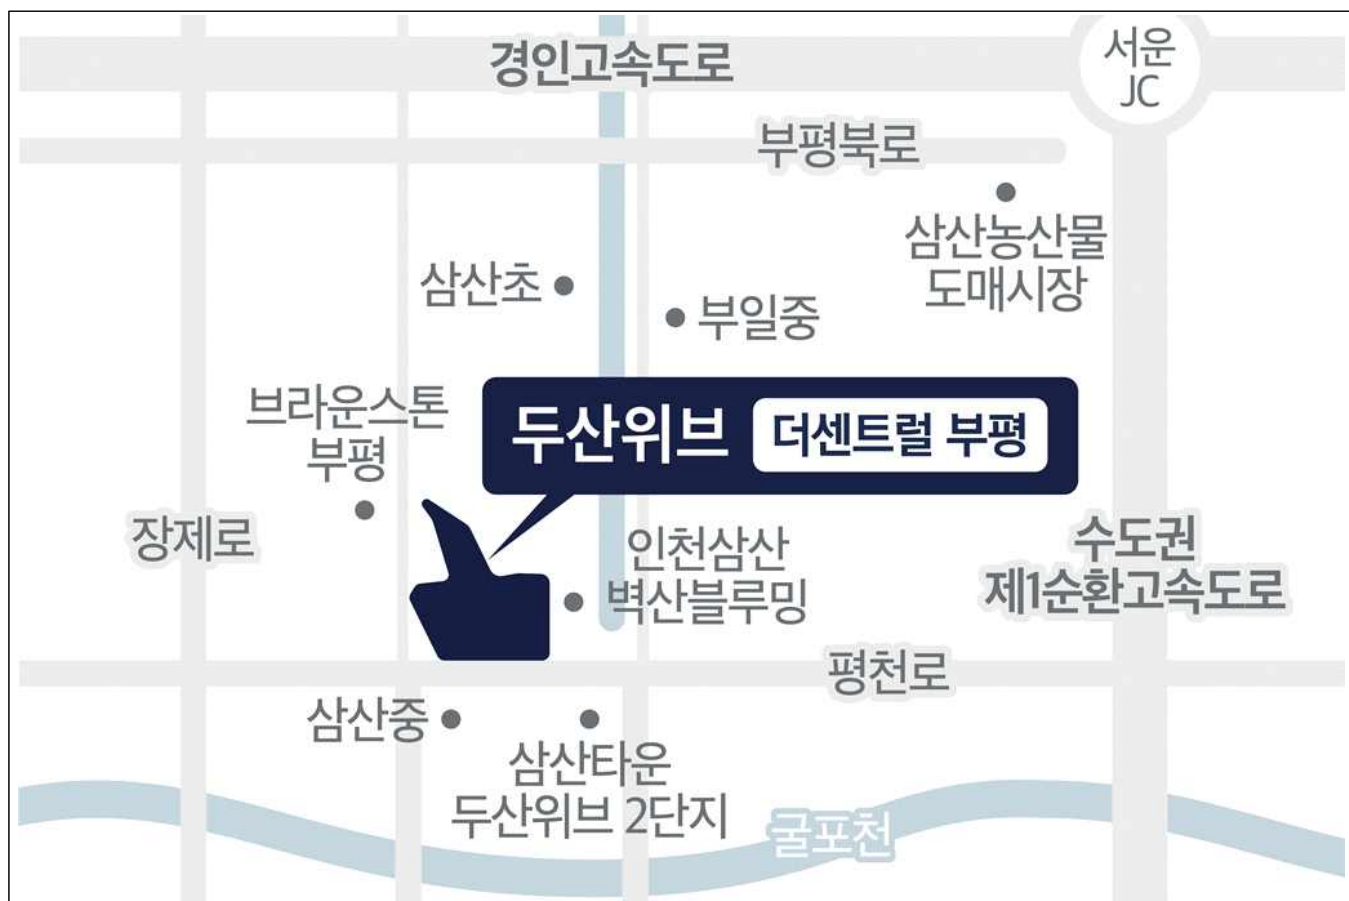 경인고속도로
서운
JC
부평북로
삼산농산물
도매시장
삼산초
부일중
브라운스톤
부평
두산위브 더센트럴 부평
장제로
인천삼산
벽산블루밍
수도권
제1순환고속도로
평천로
삼산중
삼산타운
두산위브 2단지
굴포천